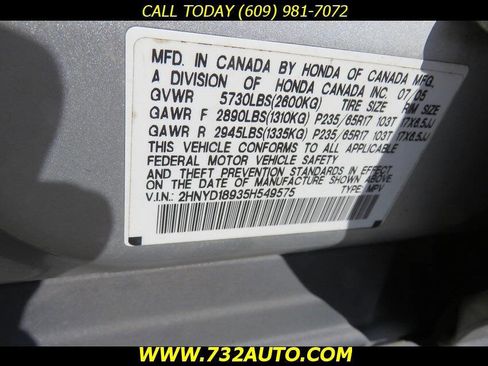 CALL TODAY (609) 981-7072
MFD. IN CANADA BY HONDA OF CANADA MFG.
A DIVISION OF HONDA CANADA INC. 07/05
GVWR 5730LBS(2600KG) TIRE SIZE RIM SIZE
GAWR F 2890LBS(1310KG) P235/65R17 103T 17X6.5JJ
GAWR R 2945LBS(1335KG) P235/65R17 103T 17X6.5JJ
THIS VEHICLE CONFORMS TO ALL APPLICABLE
FEDERAL MOTOR VEHICLE SAFETY
AND THEFT PREVENTION STANDARDS IN EFFECT
ON THE DATE OF MANUFACTURE SHOWN ABOVE.
V.I.N.: 2HNYD18935H549575 TYPE: MPV
WWW.732AUTO.COM